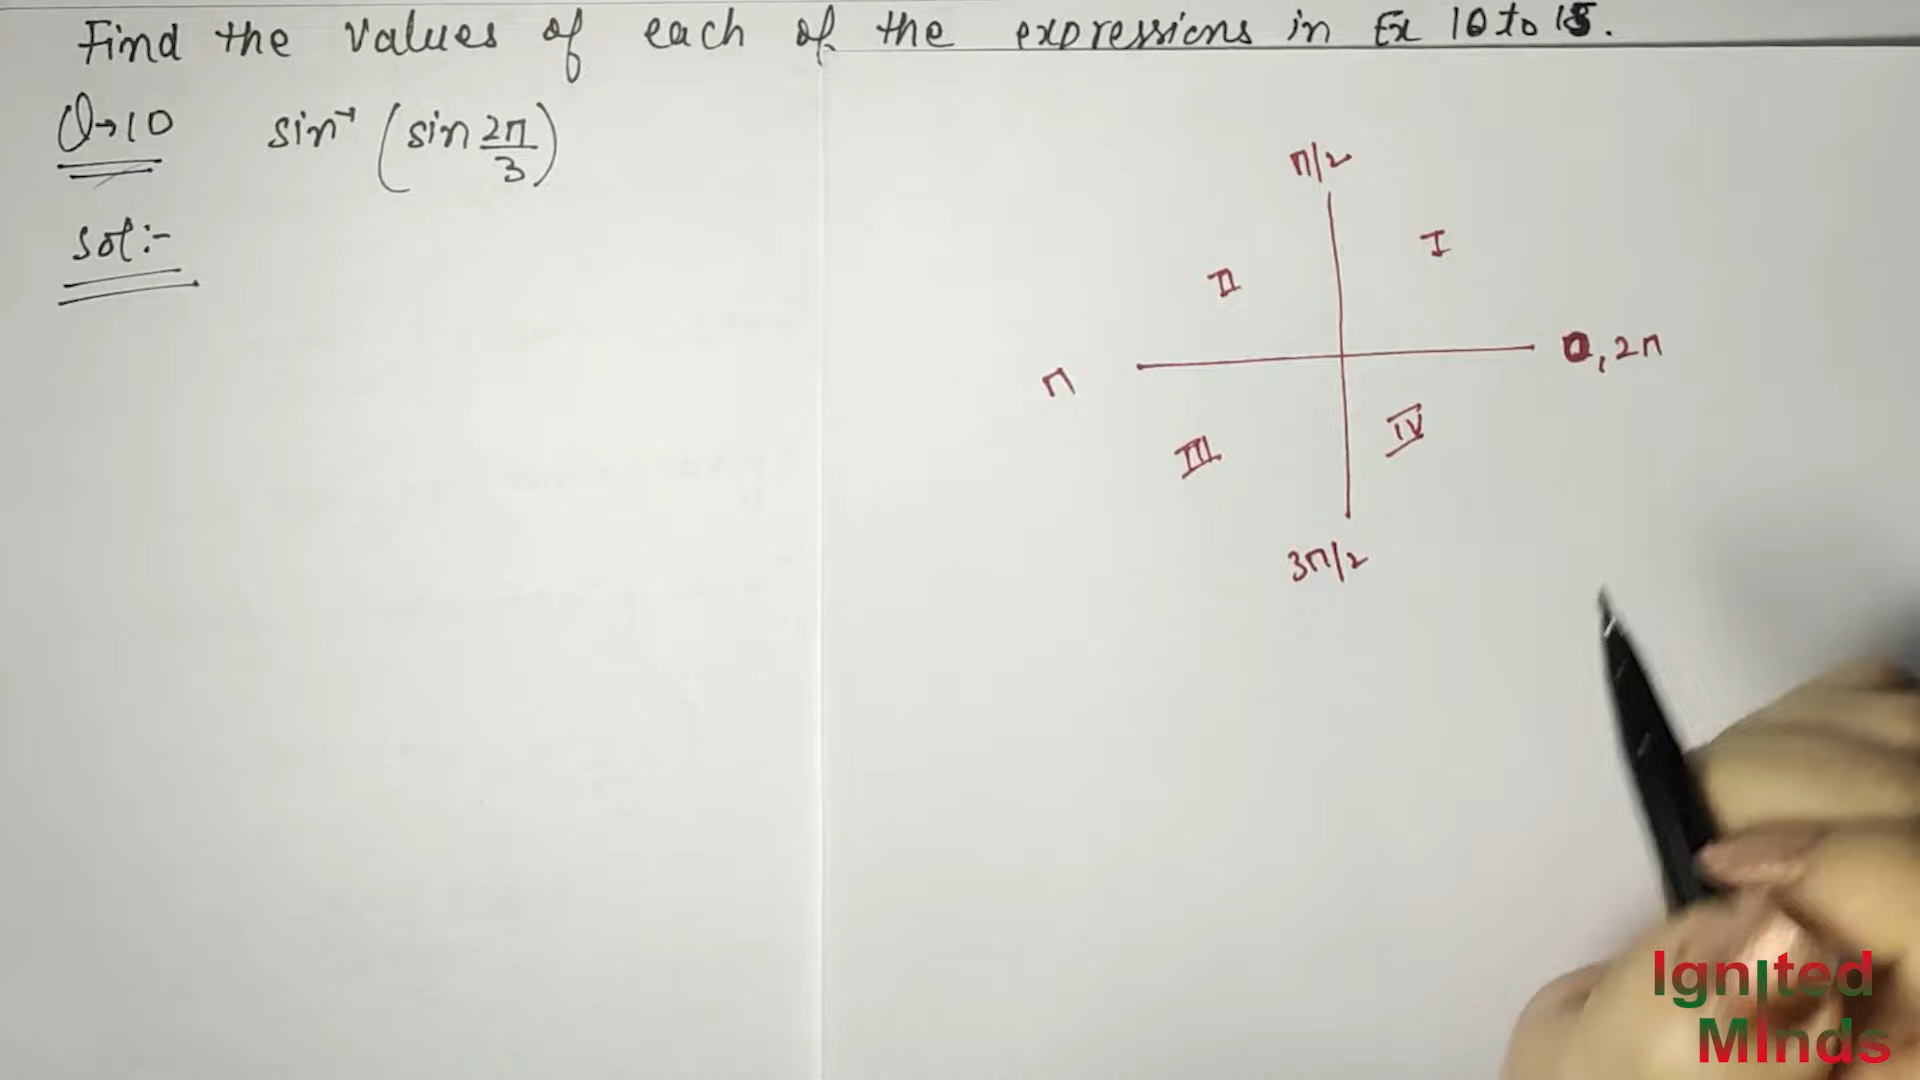 Find the values of each of the expressions in Ex 10 to 15.
Q→10 sin⁻¹ (sin 2π/3)
Sol:-
π/2
I
II
0, 2π
π
IV
III
3π/2
Ignited
Minds